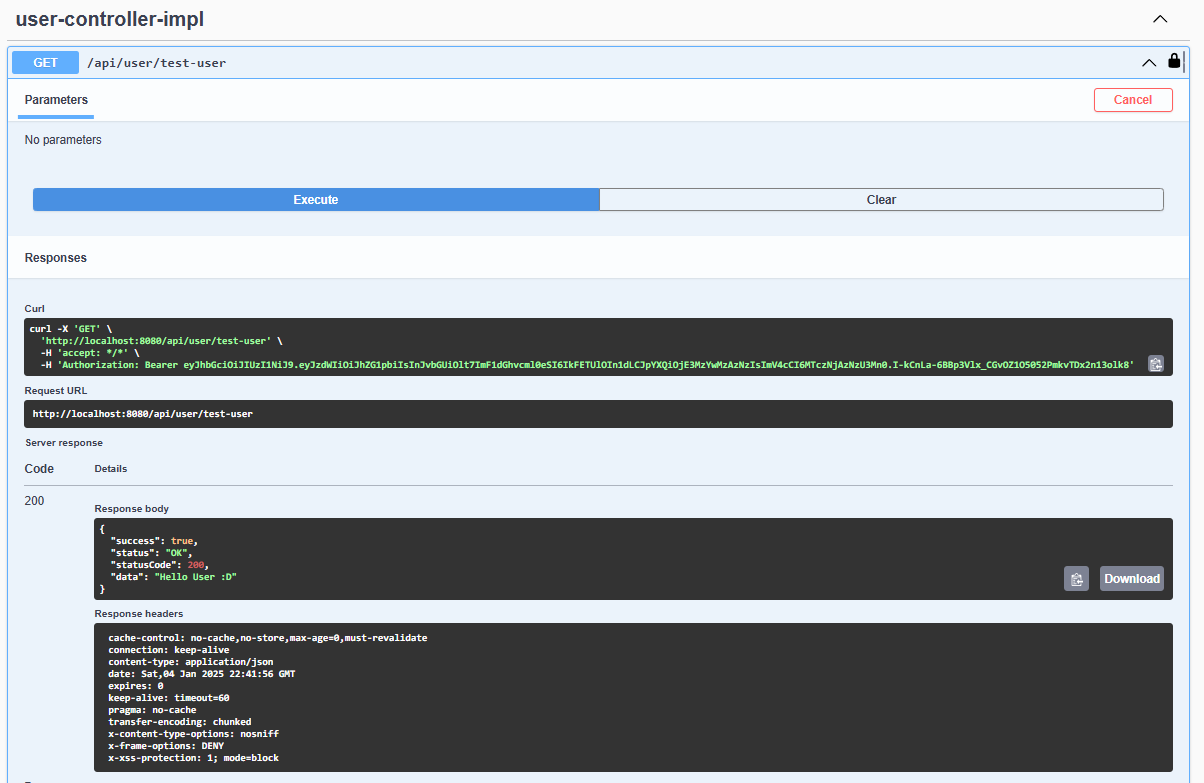 user-controller-impl
GET /api/user/test-user
Parameters
Cancel
No parameters
Execute
Clear
Responses
Curl
curl -X 'GET' \
'http://localhost:8080/api/user/test-user' \
-H 'accept: */*' \
-H 'Authorization: Bearer
Request URL
http://localhost:8080/api/user/test-user
Server response
Code Details
200
Response body
{
"success": true,
"status": "OK",
"statusCode": 200,
"data": "Hello User :D"
}
Download
Response headers
cache-control: no-cache,no-store,max-age=0,must-revalidate
connection: keep-alive
content-type: application/json
date: Sat,04 Jan 2025 22:41:56 GMT
expires: 0
keep-alive: timeout=60
pragma: no-cache
transfer-encoding: chunked
x-content-type-options: nosniff
x-frame-options: DENY
x-xss-protection: 1; mode=block